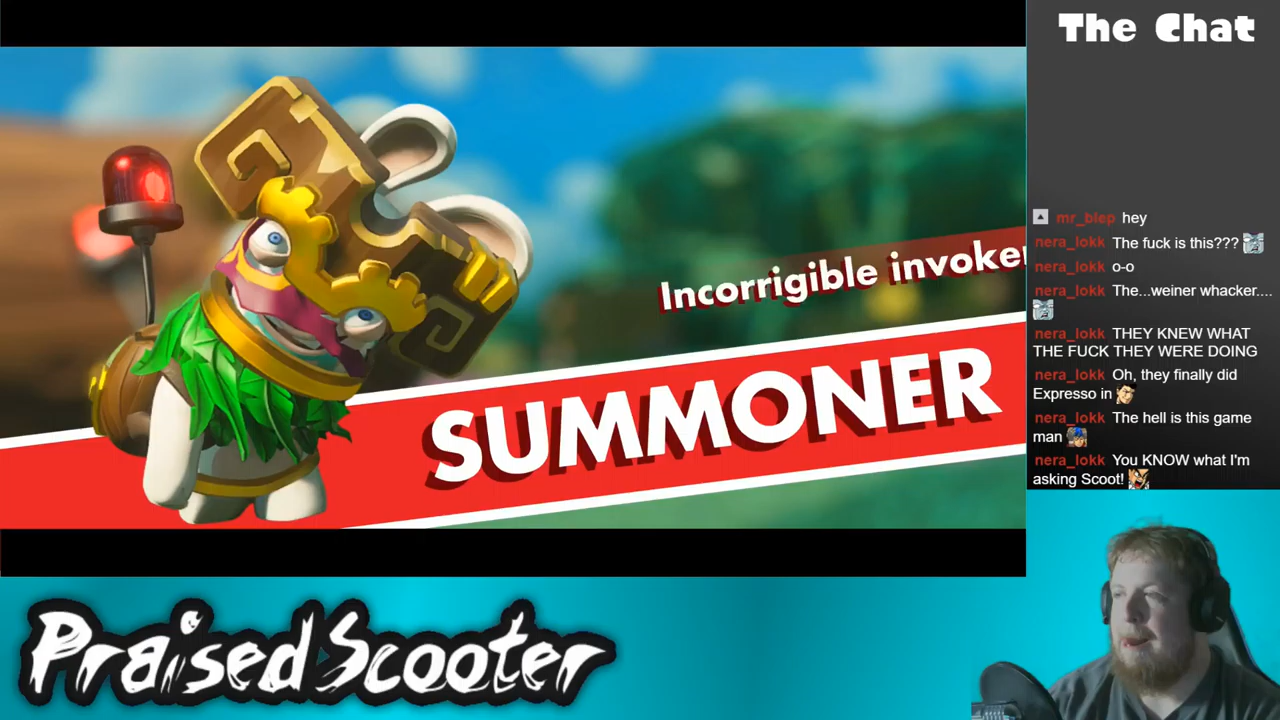 The Chat
Incorrigible invoker
SUMMONER
mr_blep hey
nera_lokk The fuck is this???
nera_lokk o-o
nera_lokk The...weiner whacker....
nera_lokk THEY KNEW WHAT
THE FUCK THEY WERE DOING
nera_lokk Oh, they finally did
Expresso in
nera_lokk The hell is this game
man
nera_lokk You KNOW what I'm
asking Scoot!
PraisedScooter